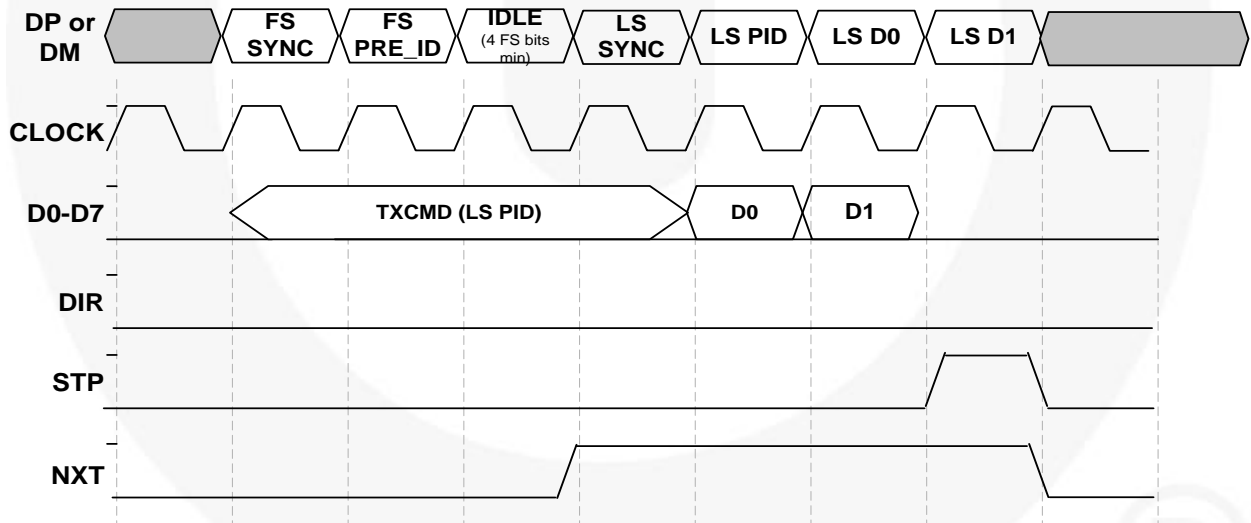 DP or
DM
FS
SYNC
FS
PRE_ID
IDLE
(4 FS bits
min)
LS
SYNC
LS PID
LS D0
LS D1
CLOCK
D0-D7
TXCMD (LS PID)
D0
D1
DIR
STP
NXT